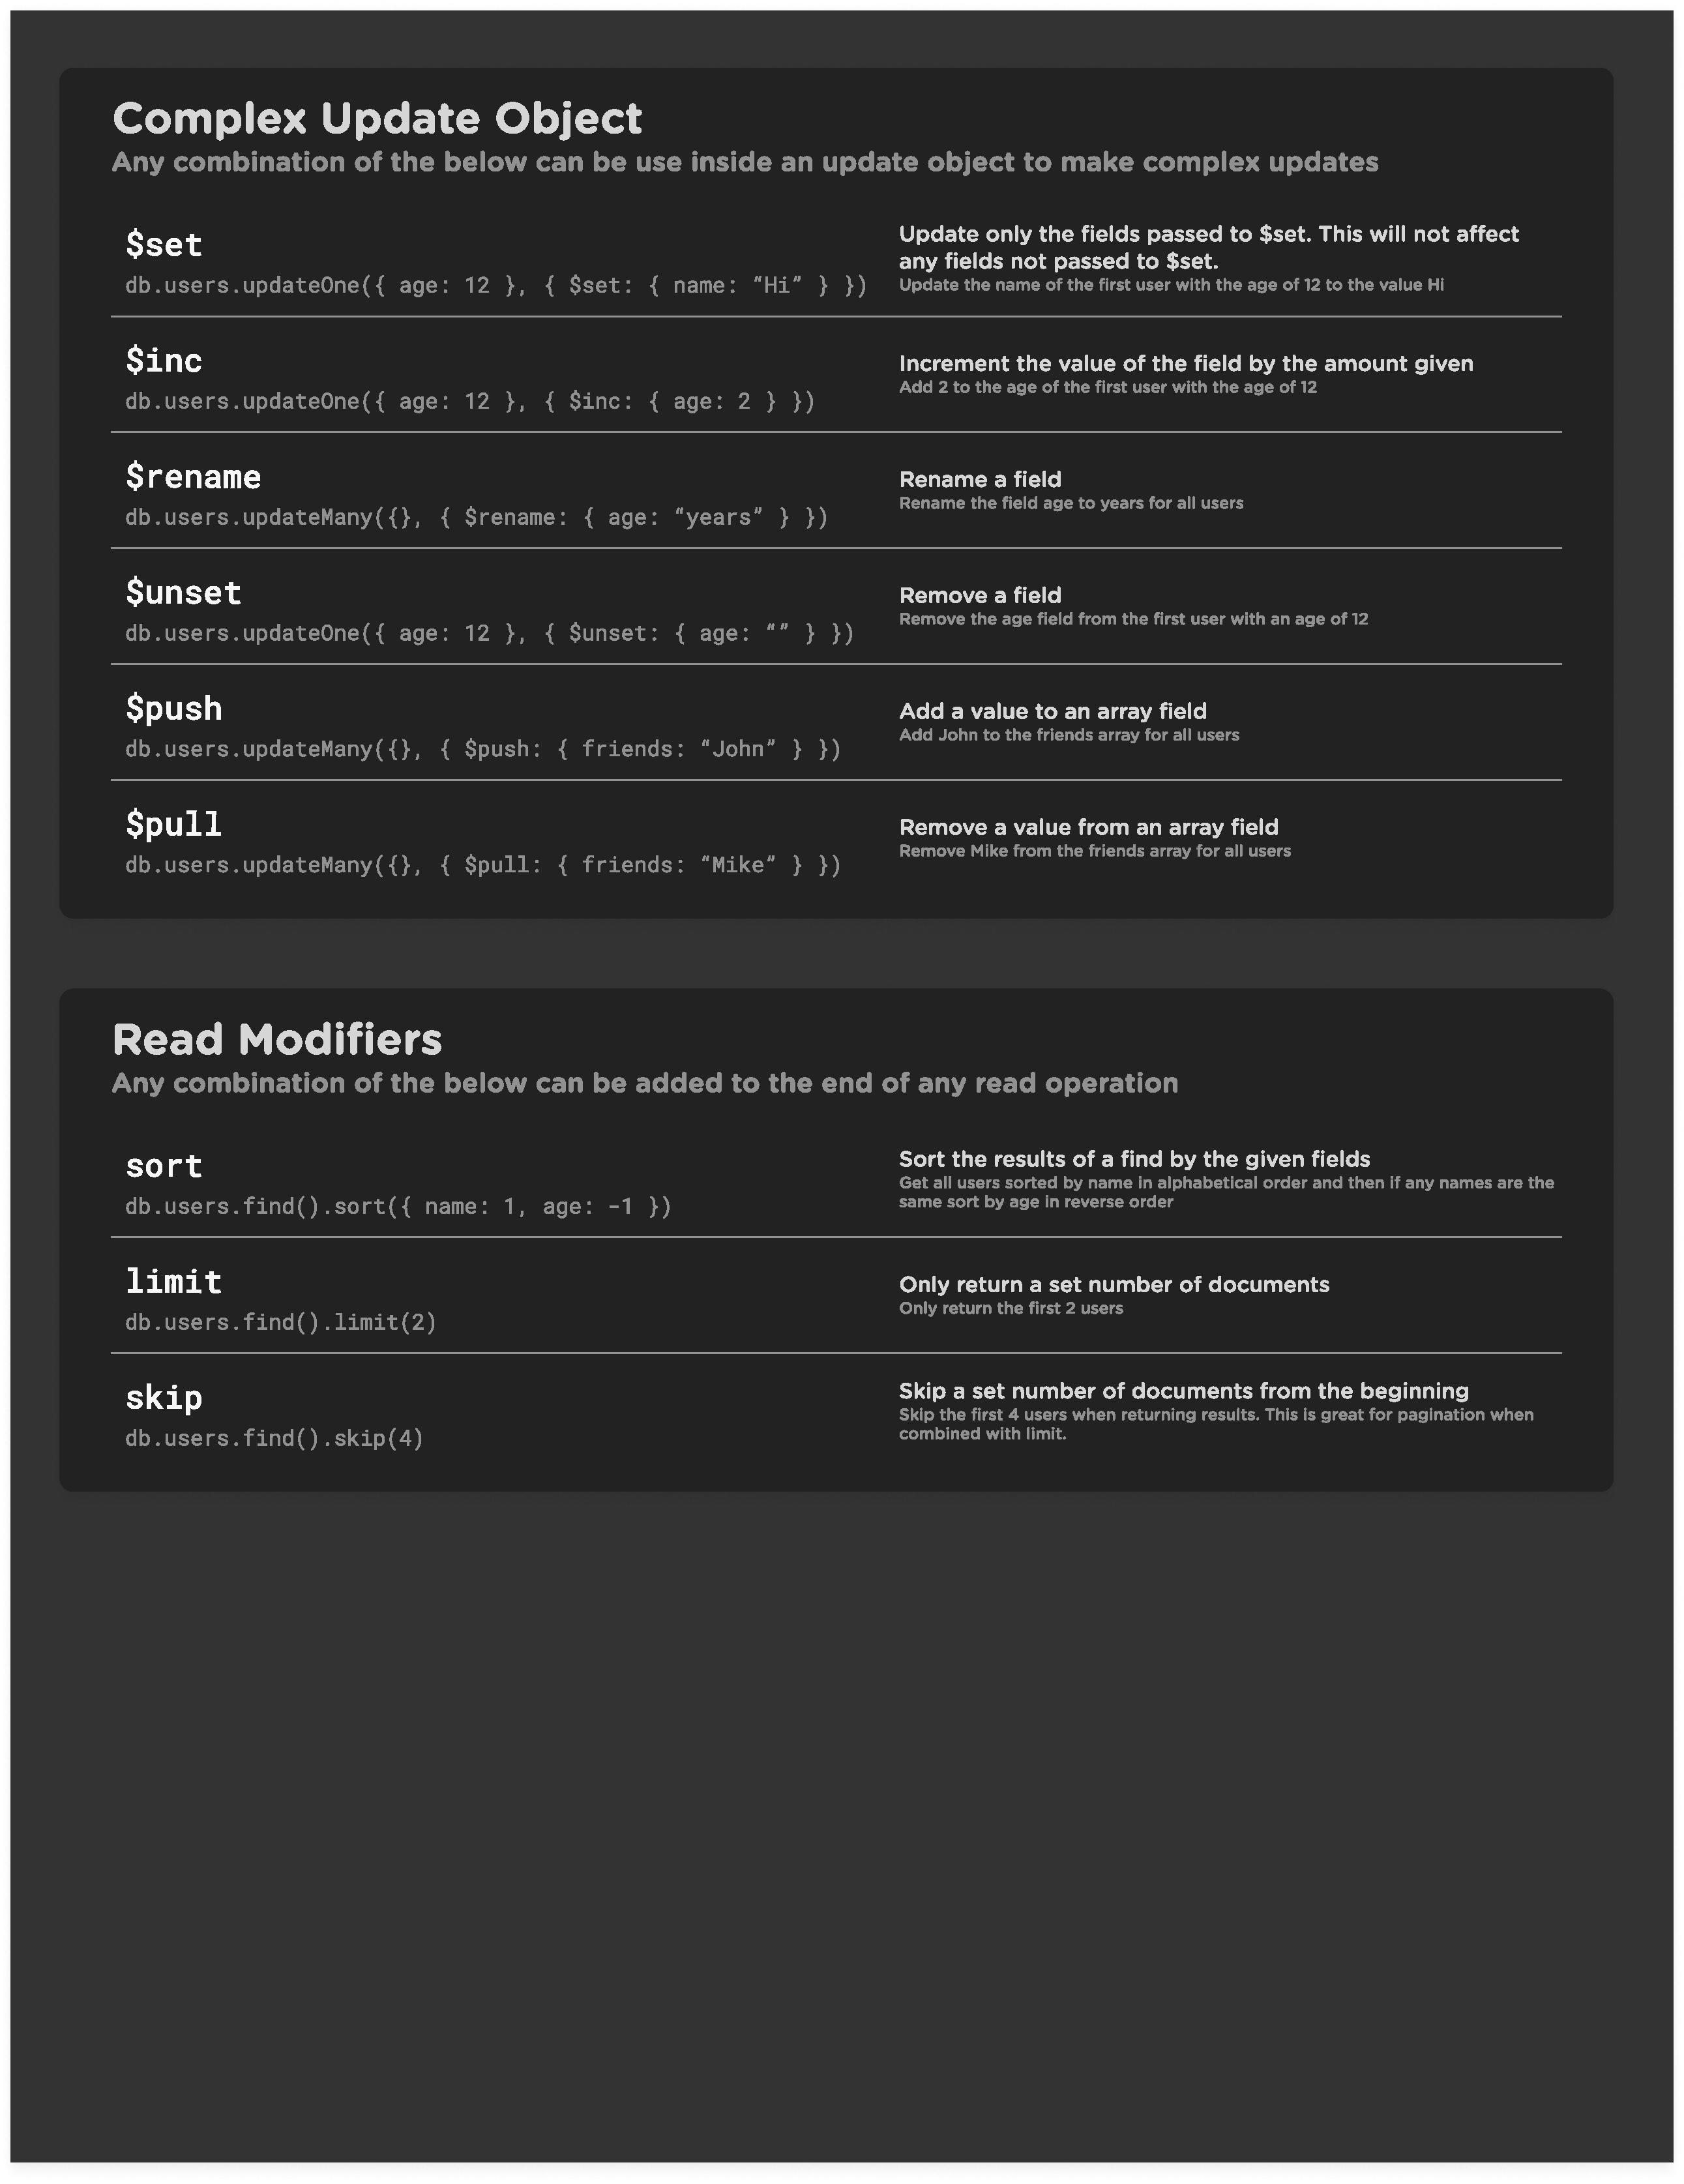 Complex Update Object
Any combination of the below can be use inside an update object to make complex updates
$set
db.users.updateOne({ age: 12 }, { $set: { name: “Hi” } })
Update only the fields passed to $set. This will not affect
any fields not passed to $set.
Update the name of the first user with the age of 12 to the value Hi
$inc
db.users.updateOne({ age: 12 }, { $inc: { age: 2 } })
Increment the value of the field by the amount given
Add 2 to the age of the first user with the age of 12
$rename
db.users.updateMany({}, { $rename: { age: “years” } })
Rename a field
Rename the field age to years for all users
$unset
db.users.updateOne({ age: 12 }, { $unset: { age: “” } })
Remove a field
Remove the age field from the first user with an age of 12
$push
db.users.updateMany({}, { $push: { friends: “John” } })
Add a value to an array field
Add John to the friends array for all users
$pull
db.users.updateMany({}, { $pull: { friends: “Mike” } })
Remove a value from an array field
Remove Mike from the friends array for all users
Read Modifiers
Any combination of the below can be added to the end of any read operation
sort
db.users.find().sort({ name: 1, age: -1 })
Sort the results of a find by the given fields
Get all users sorted by name in alphabetical order and then if any names are the
same sort by age in reverse order
limit
db.users.find().limit(2)
Only return a set number of documents
Only return the first 2 users
skip
db.users.find().skip(4)
Skip a set number of documents from the beginning
Skip the first 4 users when returning results. This is great for pagination when
combined with limit.